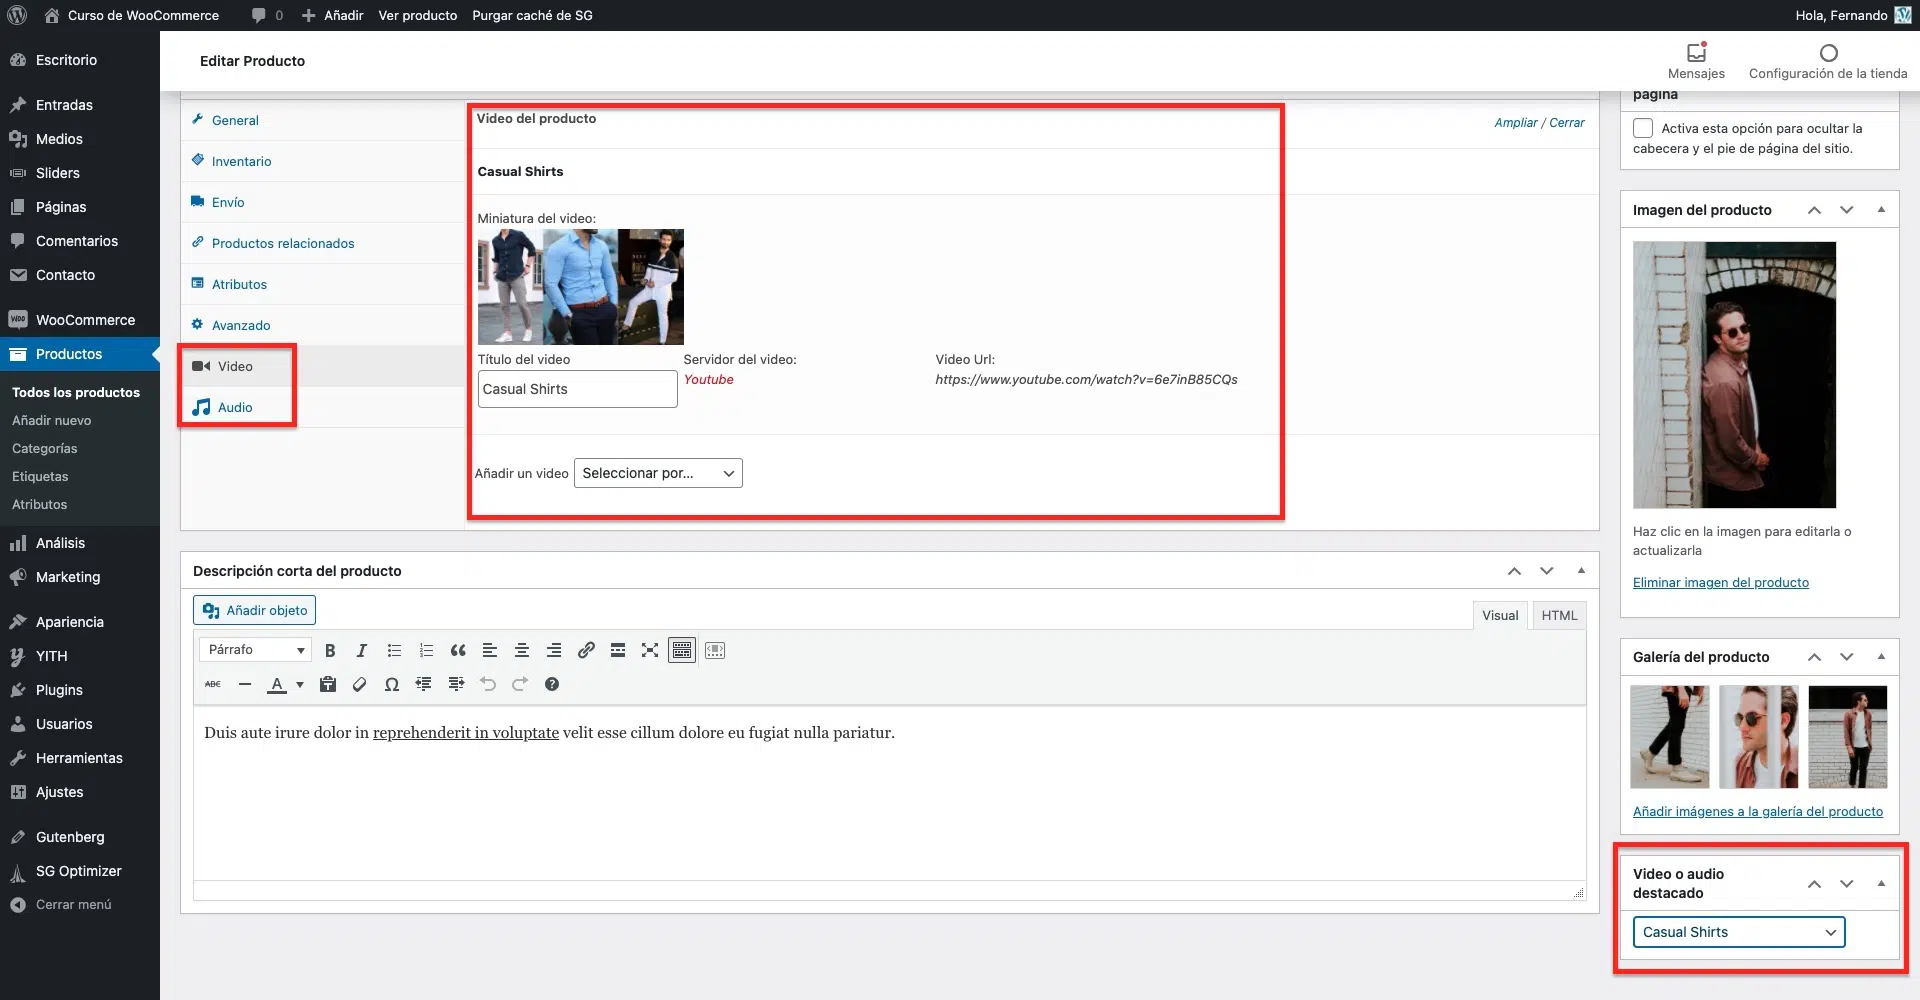 Curso de WooCommerce
0
Añadir
Ver producto
Purgar caché de SG
Hola, Fernando
Editar Producto
Mensajes
Configuración de la tienda
Escritorio
Entradas
Medios
Sliders
Páginas
Comentarios
Contacto
WooCommerce
Productos
Todos los productos
Añadir nuevo
Categorías
Etiquetas
Atributos
Análisis
Marketing
Apariencia
YITH
Plugins
Usuarios
Herramientas
Ajustes
Gutenberg
SG Optimizer
Cerrar menú
General
Inventario
Envío
Productos relacionados
Atributos
Avanzado
Video
Audio
Video del producto
Ampliar / Cerrar
Casual Shirts
Miniatura del video:
Título del video
Casual Shirts
Servidor del video:
Youtube
Video Url:
https://www.youtube.com/watch?v=6e7inB85CQs
Añadir un video
Seleccionar por...
Descripción corta del producto
Añadir objeto
Visual
HTML
Párrafo
B
I
ABC
A
Duis aute irure dolor in reprehenderit in voluptate velit esse cillum dolore eu fugiat nulla pariatur.
página
Activa esta opción para ocultar la
cabecera y el pie de página del sitio.
Imagen del producto
Haz clic en la imagen para editarla o
actualizarla
Eliminar imagen del producto
Galería del producto
Añadir imágenes a la galería del producto
Video o audio
destacado
Casual Shirts